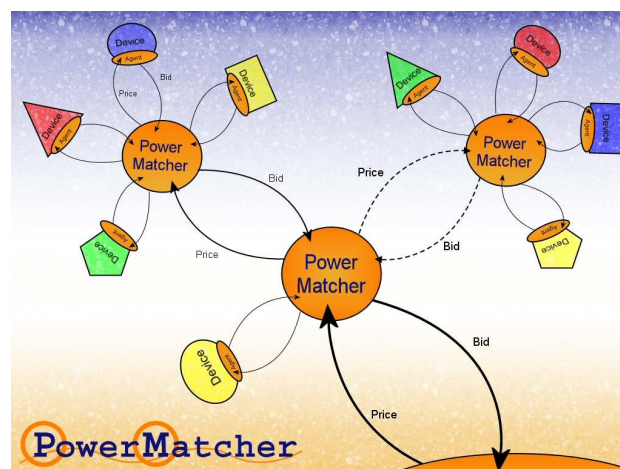 Device
Agent
Price
Bid
Device
Agent
Device
Agent
Power
Matcher
Agent
Device
Bid
Price
Device
Agent
Device
Agent
Agent
Device
Power
Matcher
Agent
Device
Price
Bid
Power
Matcher
Agent
Device
Bid
Price
PowerMatcher